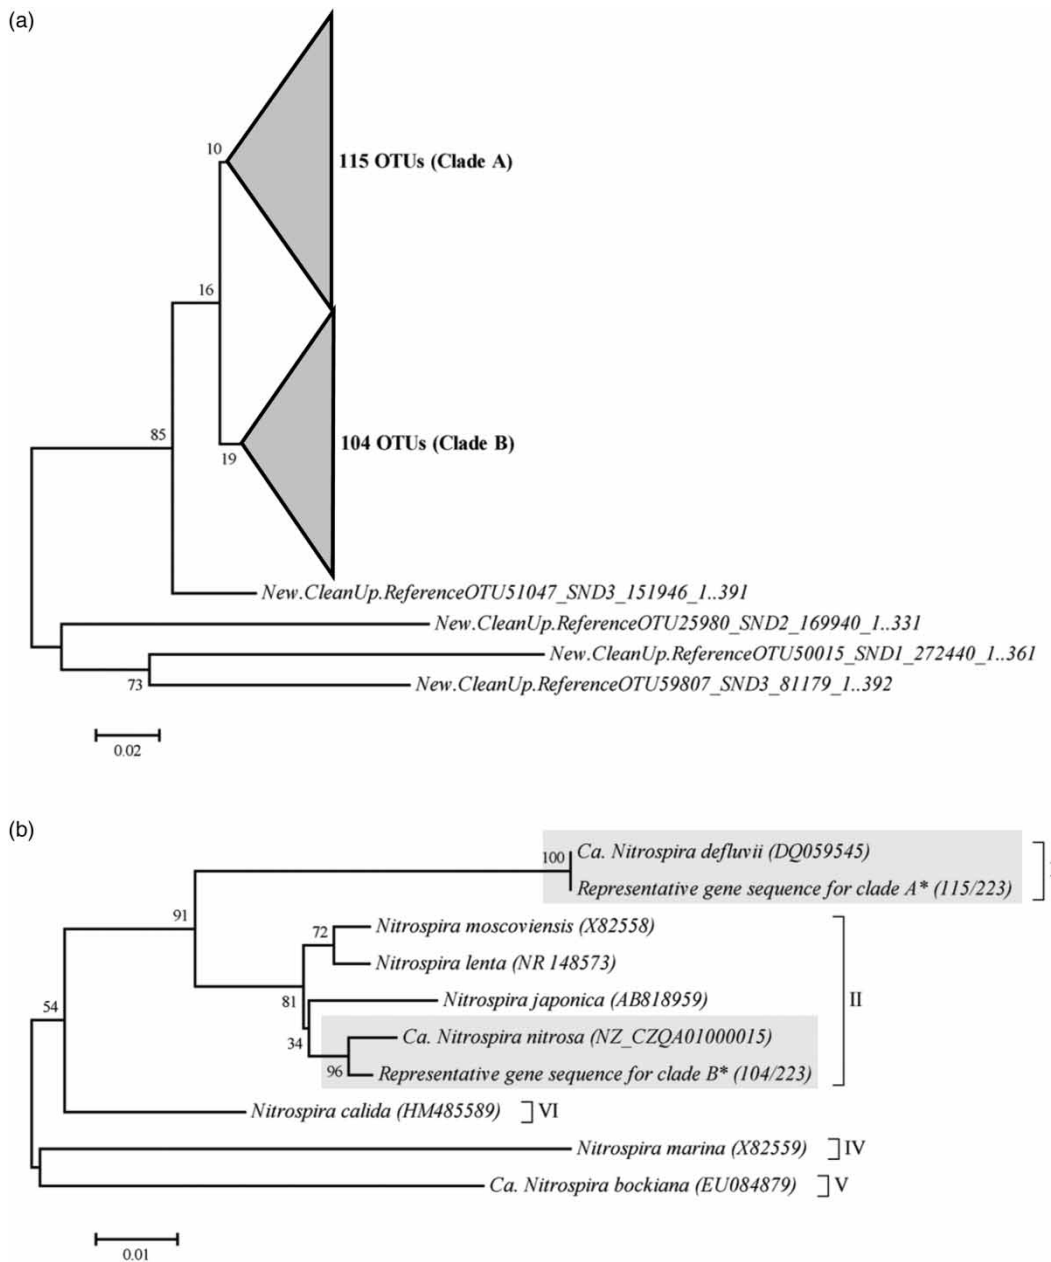 (a)
10
115 OTUs (Clade A)
16
85
104 OTUs (Clade B)
19
New.CleanUp.ReferenceOTU51047_SND3_151946_1..391
New.CleanUp.ReferenceOTU25980_SND2_169940_1..331
New.CleanUp.ReferenceOTU50015_SND1_272440_1..361
73
New.CleanUp.ReferenceOTU59807_SND3_81179_1..392
0.02
(b)
100
Ca. Nitrospira defluvii (DQ059545)
Representative gene sequence for clade A* (115/223)
91
Nitrospira moscoviensis (X82558)
72
Nitrospira lenta (NR 148573)
81
Nitrospira japonica (AB818959)
II
54
34
Ca. Nitrospira nitrosa (NZ_CZQA01000015)
96
Representative gene sequence for clade B* (104/223)
Nitrospira calida (HM485589)
VI
Nitrospira marina (X82559)
IV
Ca. Nitrospira bockiana (EU084879)
V
0.01